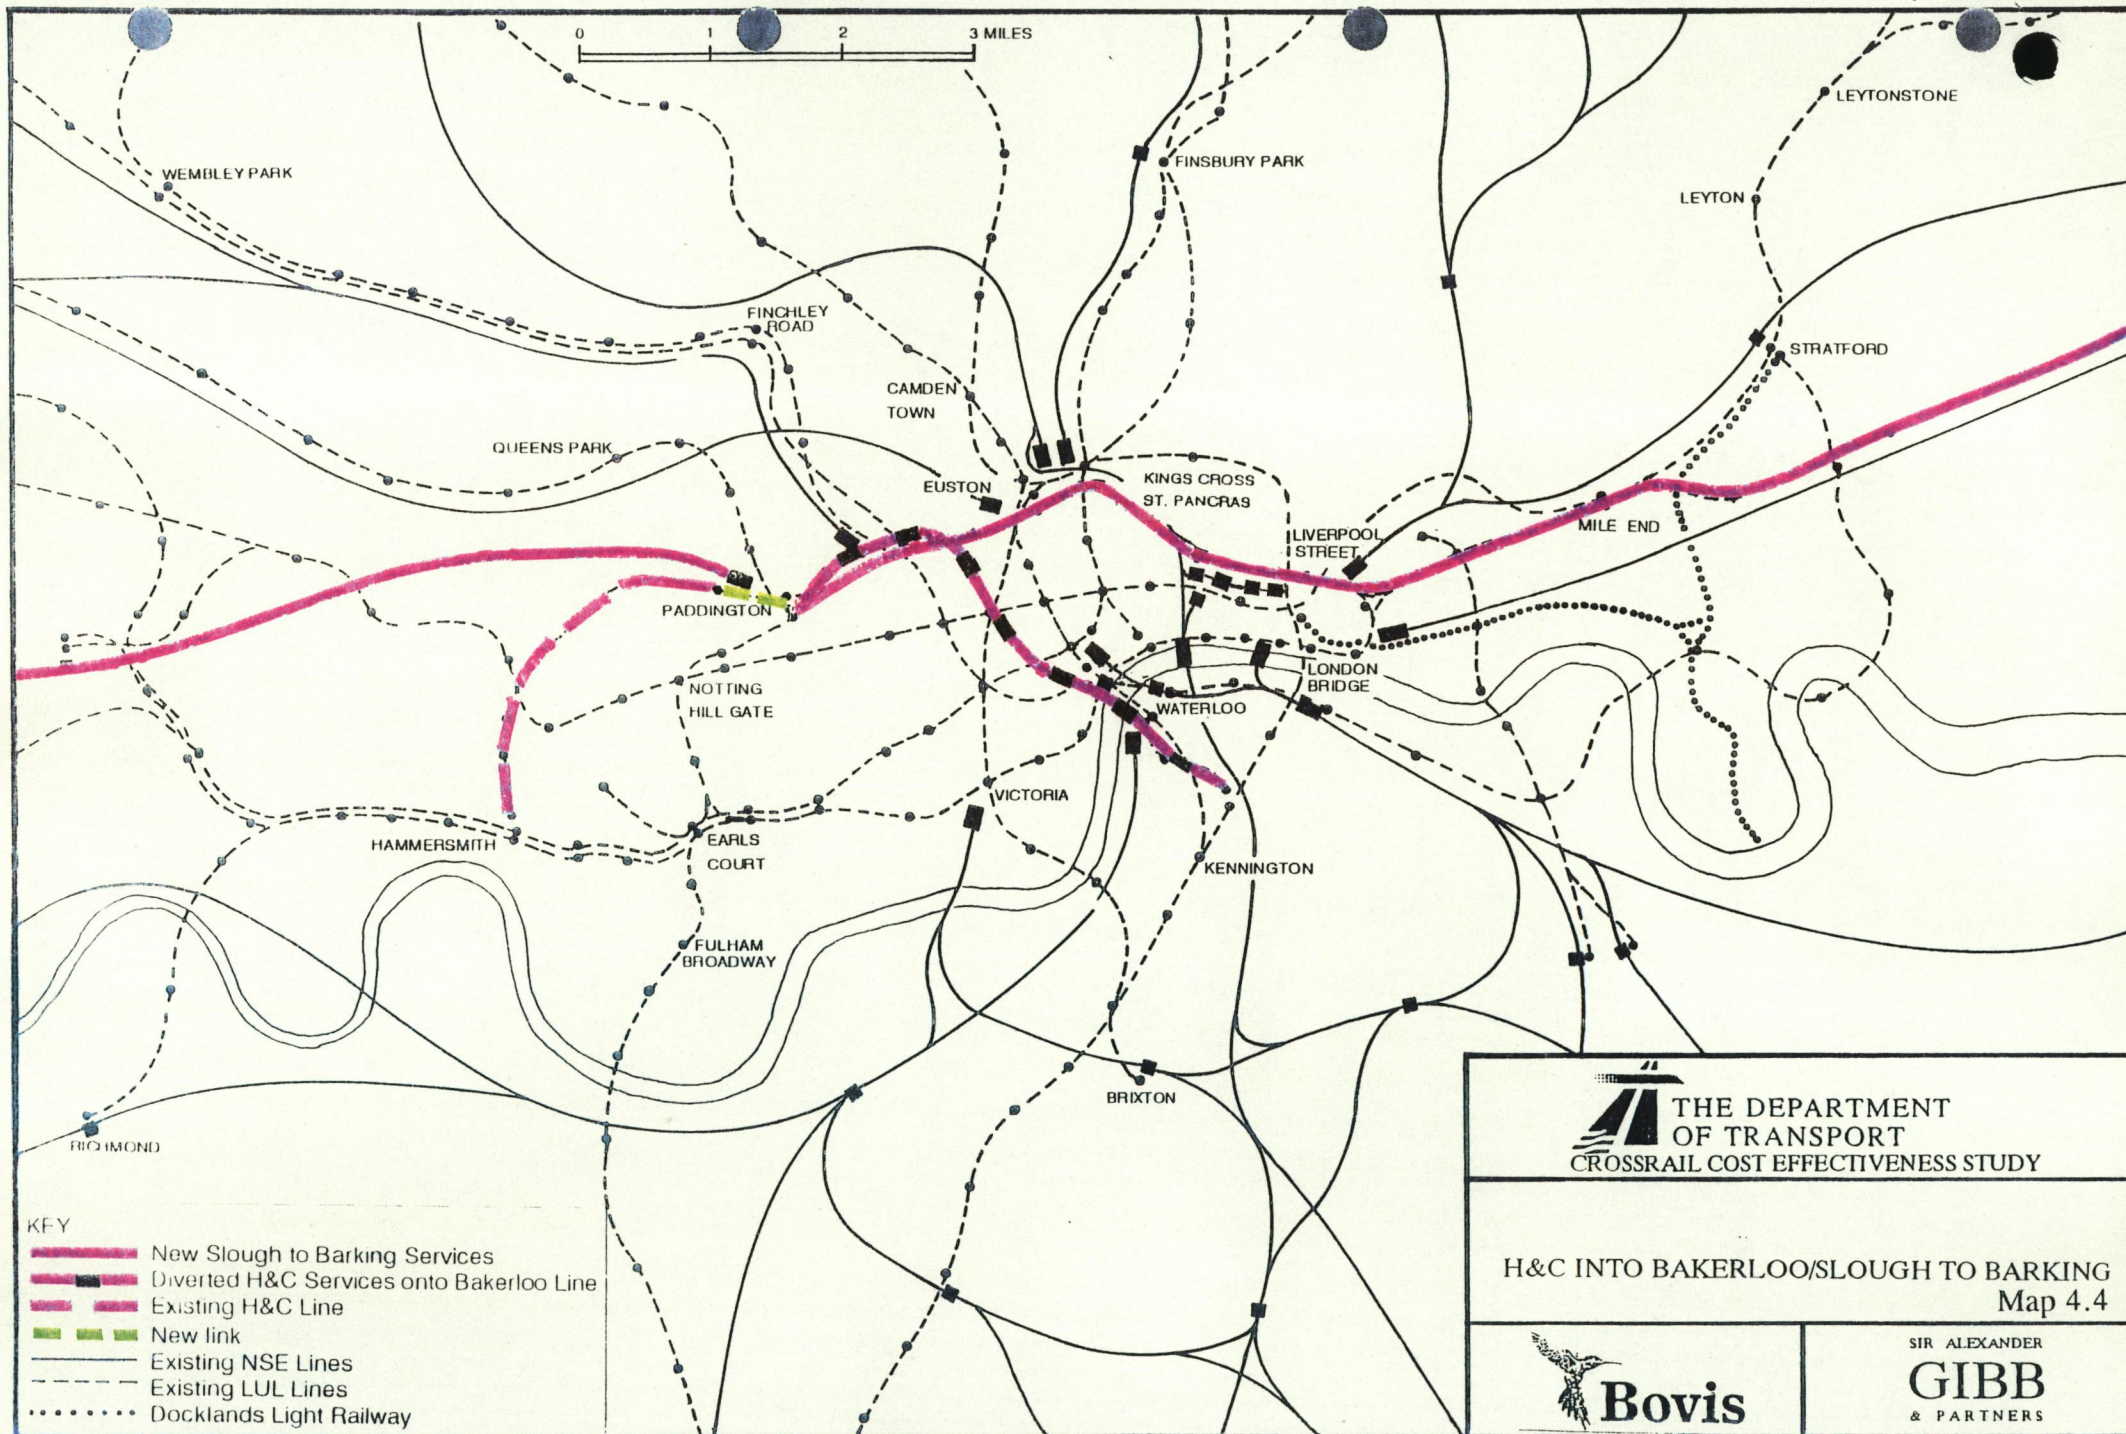 0 1 2 3 MILES
LEYTONSTONE
WEMBLEY PARK
FINSBURY PARK
LEYTON
FINCHLEY
ROAD
STRATFORD
CAMDEN
TOWN
QUEENS PARK
EUSTON
KINGS CROSS
ST. PANCRAS
LIVERPOOL
STREET
MILE END
PADDINGTON
NOTTING
HILL GATE
LONDON
BRIDGE
WATERLOO
VICTORIA
HAMMERSMITH
EARLS
COURT
KENNINGTON
FULHAM
BROADWAY
BRIXTON
RICHMOND
KEY
New Slough to Barking Services
Diverted H&C Services onto Bakerloo Line
Existing H&C Line
New link
Existing NSE Lines
Existing LUL Lines
Docklands Light Railway
THE DEPARTMENT
OF TRANSPORT
CROSSRAIL COST EFFECTIVENESS STUDY
H&C INTO BAKERLOO/SLOUGH TO BARKING
Map 4.4
Bovis
SIR ALEXANDER
GIBB
& PARTNERS